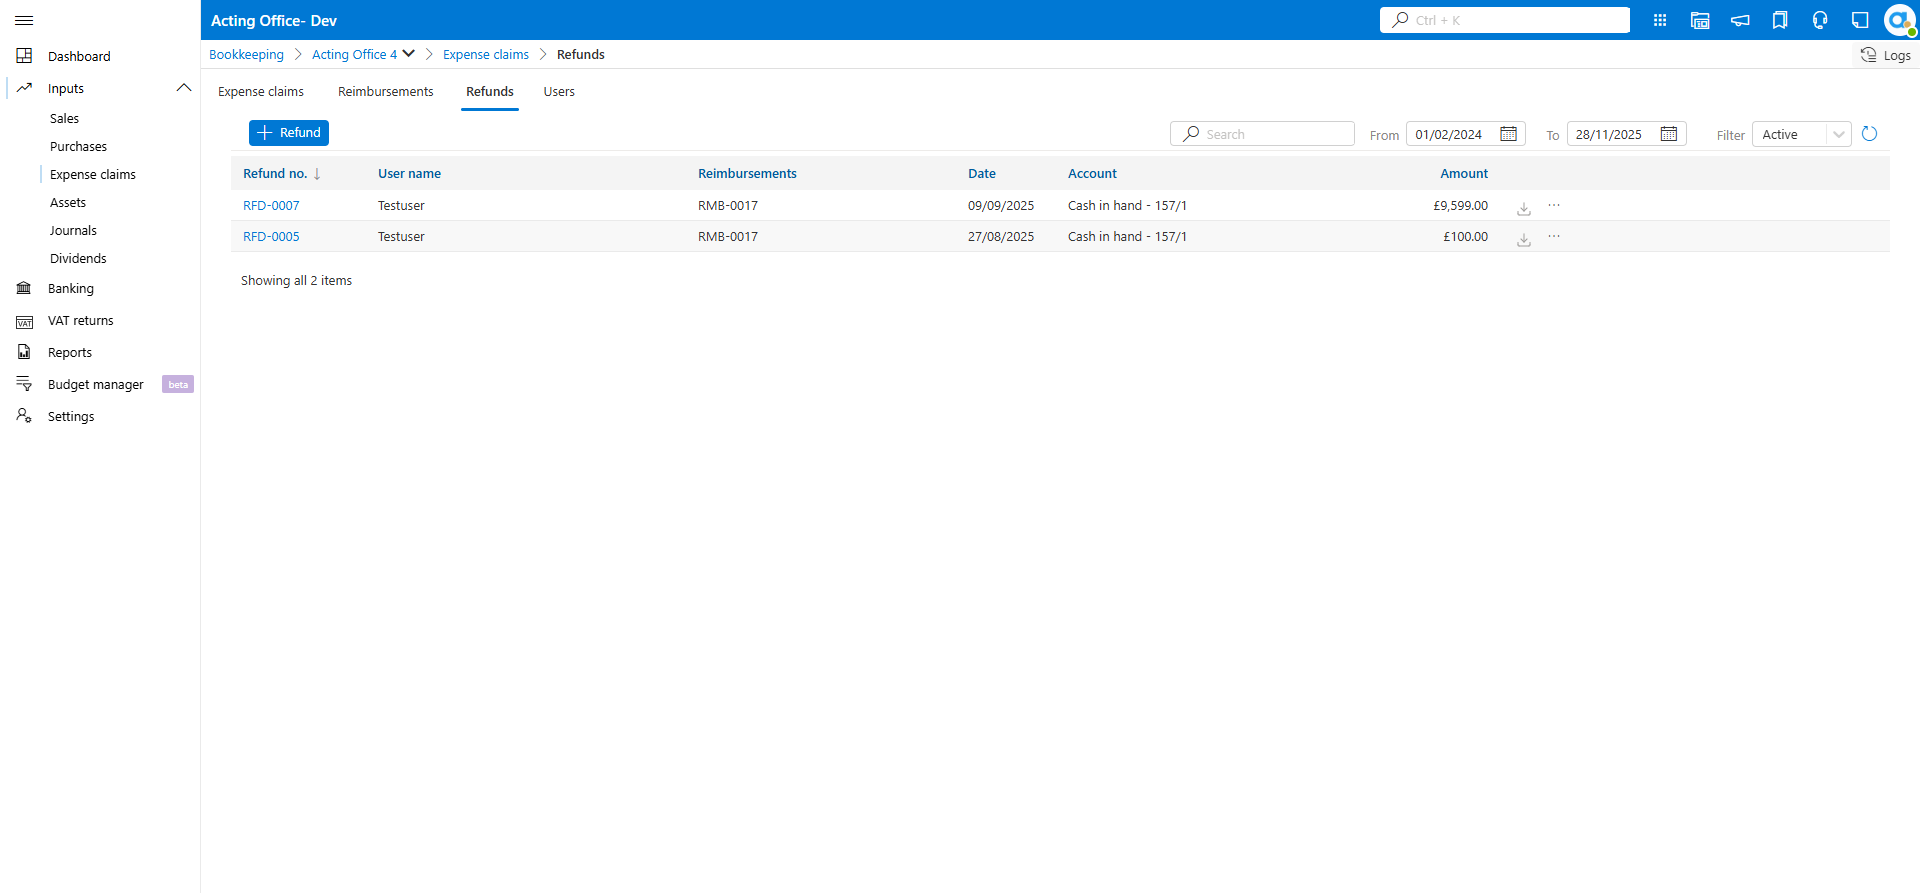 Acting Office- Dev
Ctrl + K
Bookkeeping Acting Office 4 Expense claims Refunds
Logs
Dashboard
Inputs
Sales
Purchases
Expense claims
Assets
Journals
Dividends
Banking
VAT returns
Reports
Budget manager beta
Settings
Expense claims Reimbursements Refunds Users
Refund
Search
From 01/02/2024 To 28/11/2025 Filter Active
Refund no. User name Reimbursements Date Account Amount
RFD-0007 Testuser RMB-0017 09/09/2025 Cash in hand - 157/1 £9,599.00
RFD-0005 Testuser RMB-0017 27/08/2025 Cash in hand - 157/1 £100.00
Showing all 2 items